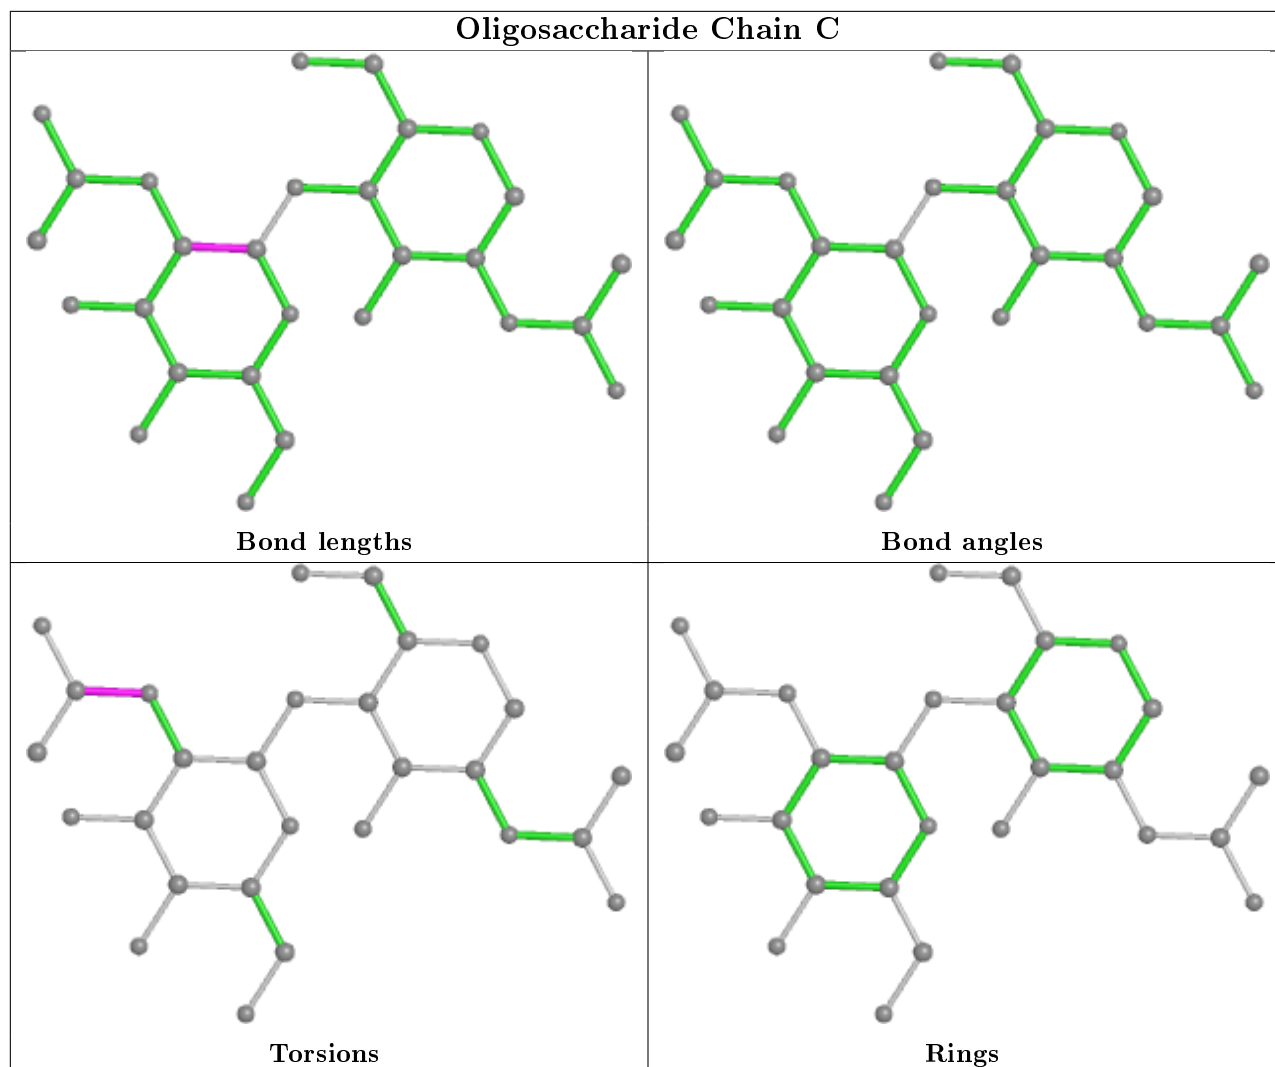 Oligosaccharide Chain C
Bond lengths
Bond angles
Torsions
Rings